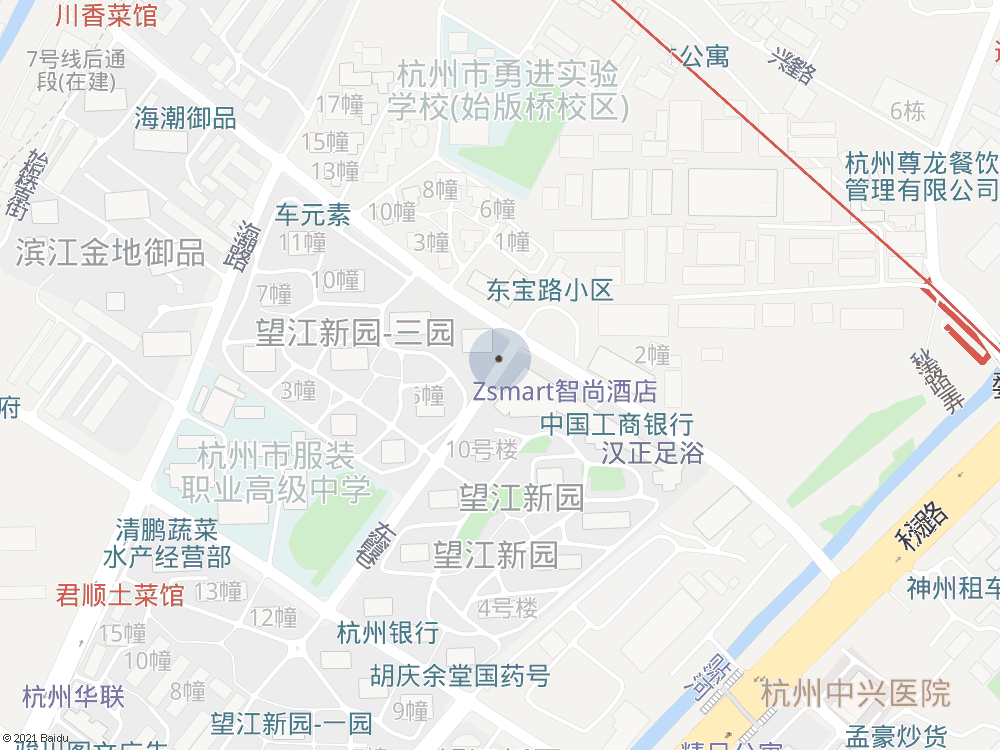 川香菜馆
7号线后通
段(在建)
公寓
杭州市勇进实验
学校(始版桥校区)
17幢
海潮御品
15幢
13幢
6栋
杭州尊龙餐饮
管理有限公司
8幢
10幢
6幢
车元素
3幢
1幢
11幢
海潮路
滨江金地御品
10幢
7幢
东宝路小区
望江新园-三园
2幢
3幢
Zsmart智尚酒店
府
中国工商银行
汉正足浴
10号楼
杭州市服装
职业高级中学
望江新园
清鹏蔬菜
水产经营部
望江新园
秋涛路
君顺土菜馆
13幢
神州租车
4号楼
12幢
15幢
杭州银行
10幢
胡庆余堂国药号
杭州华联
8幢
杭州中兴医院
9幢
望江新园-一园
孟豪炒货
精品公寓
© 2021 Baidu